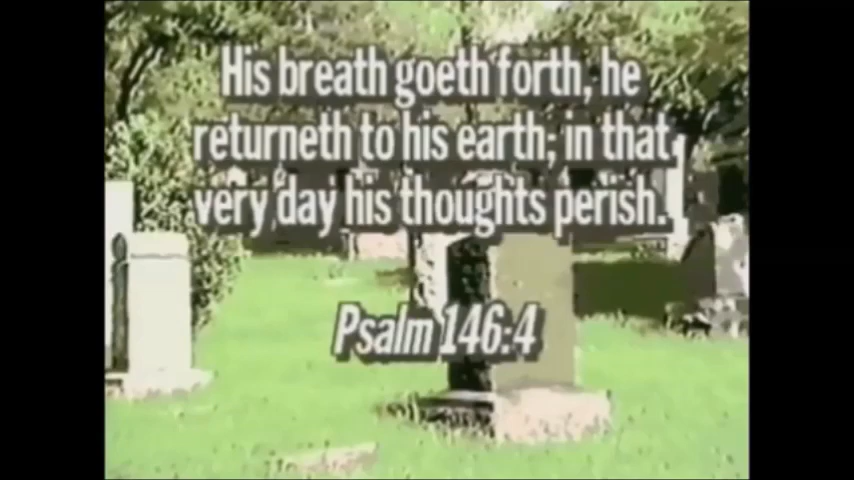 His breath goeth forth, he
returneth to his earth; in that
very day his thoughts perish.
Psalm 146:4